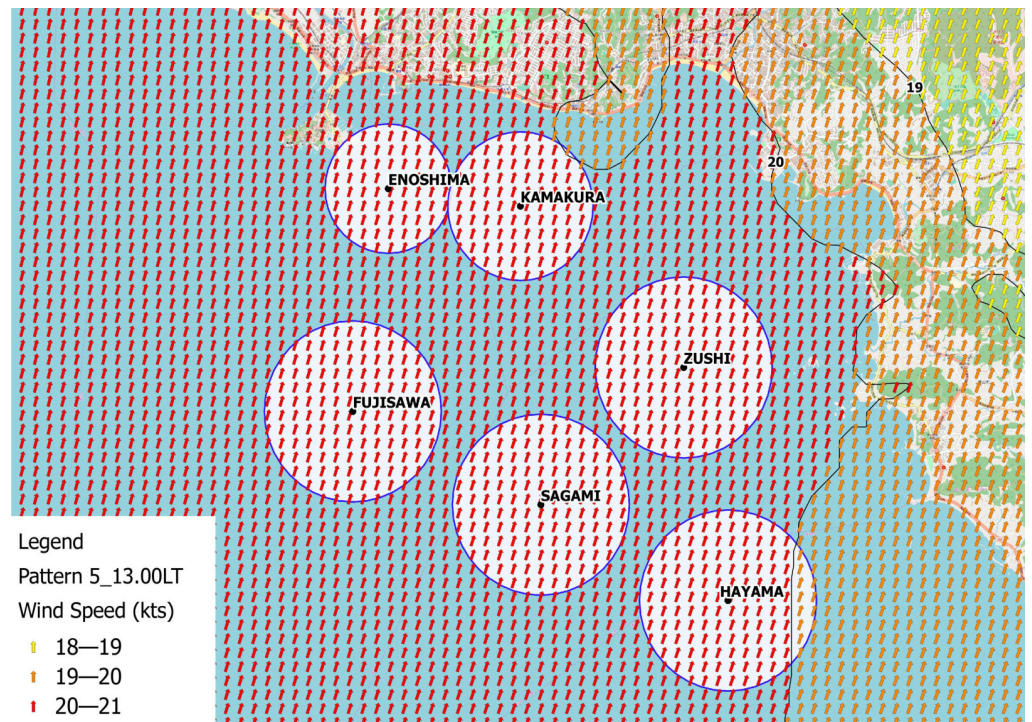 19
20
ENOSHIMA
KAMAKURA
ZUSHI
FUJISAWA
SAGAMI
HAYAMA
Legend
Pattern 5_13.00LT
Wind Speed (kts)
18—19
19—20
20—21